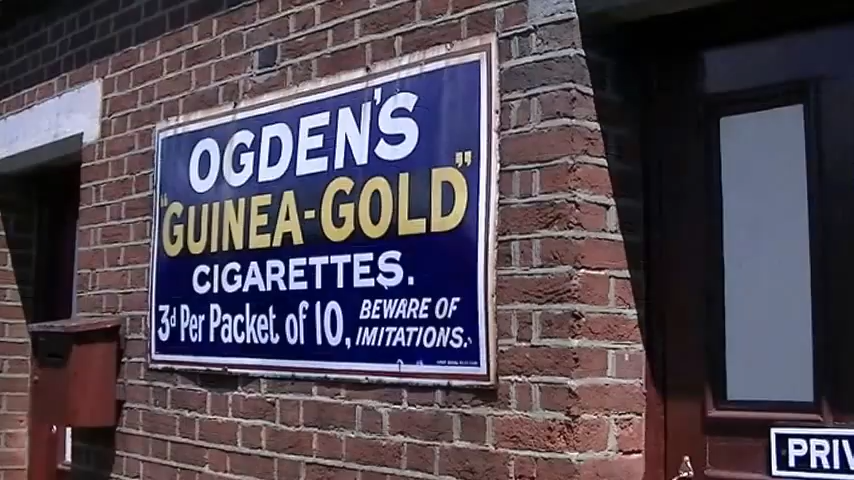 OGDEN'S
"GUINEA-GOLD"
CIGARETTES.
3d Per Packet of 10, BEWARE OF
IMITATIONS.
PRIV